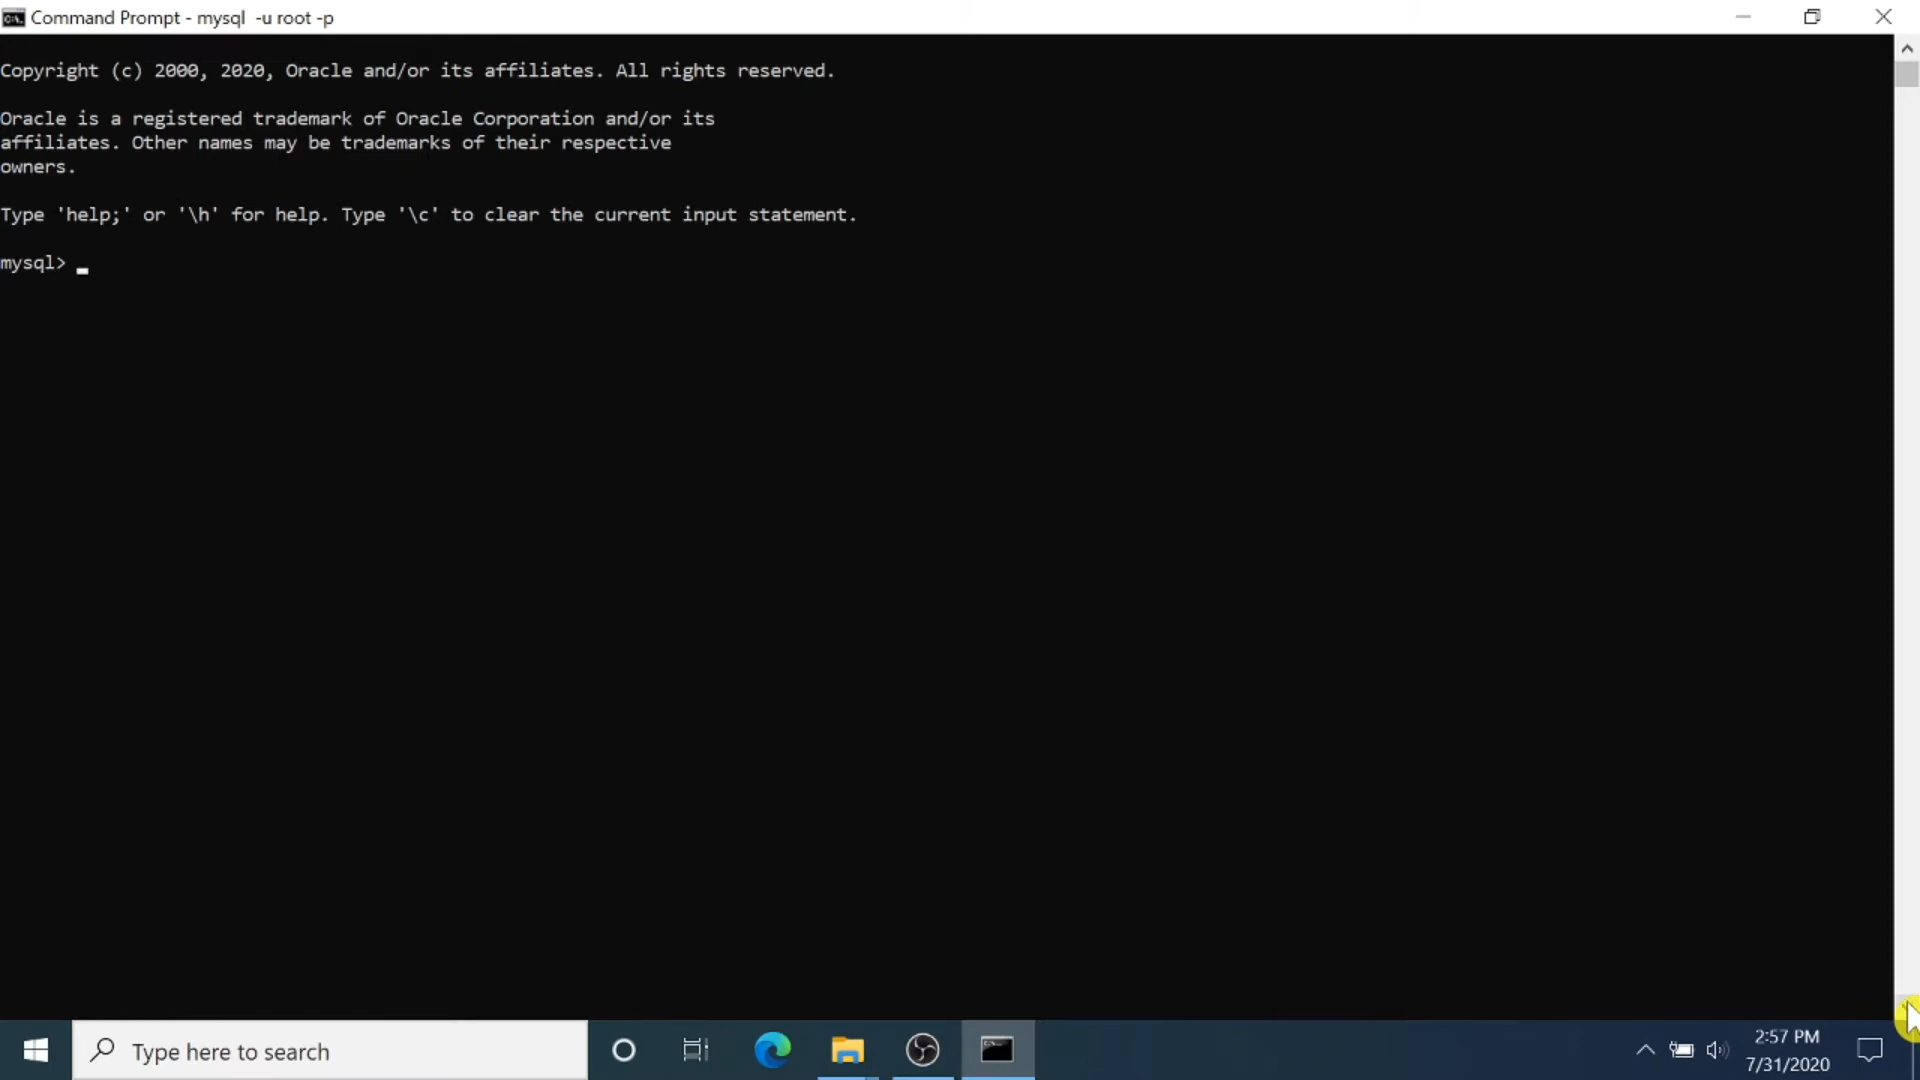 Command Prompt - mysql  -u root -p
Copyright (c) 2000, 2020, Oracle and/or its affiliates. All rights reserved.
Oracle is a registered trademark of Oracle Corporation and/or its
affiliates. Other names may be trademarks of their respective
owners.
Type 'help;' or '\h' for help. Type '\c' to clear the current input statement.
mysql> _
Type here to search
2:57 PM
7/31/2020